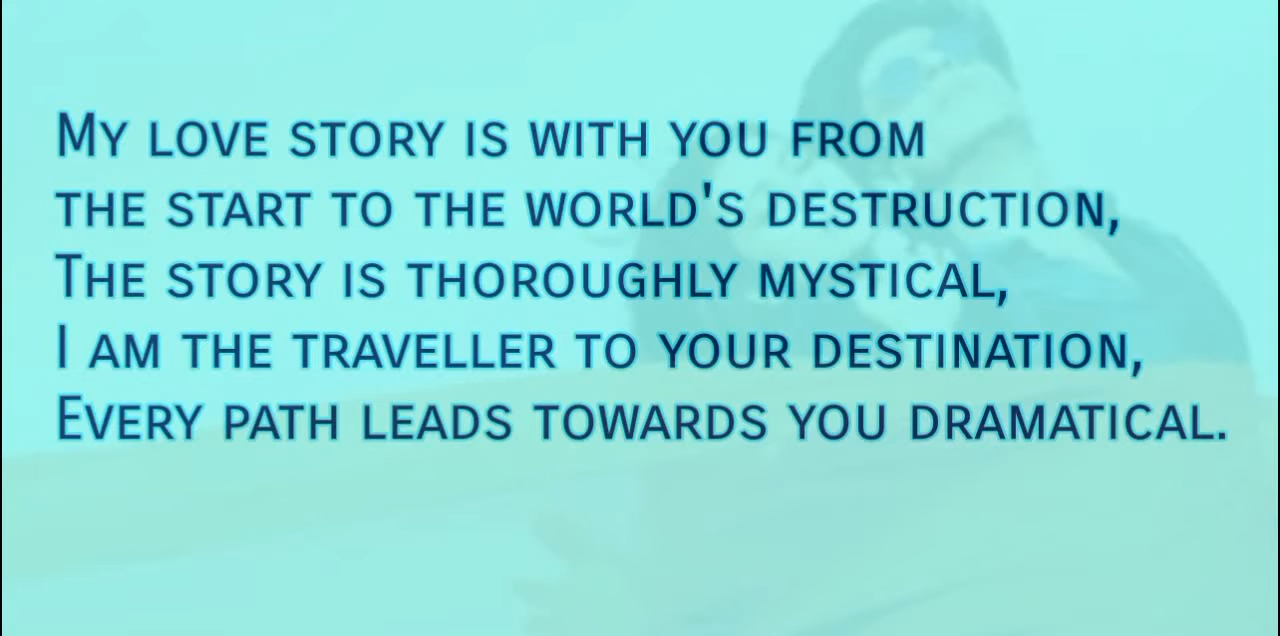 My love story is with you from
the start to the world's destruction,
The story is thoroughly mystical,
I am the traveller to your destination,
Every path leads towards you dramatical.